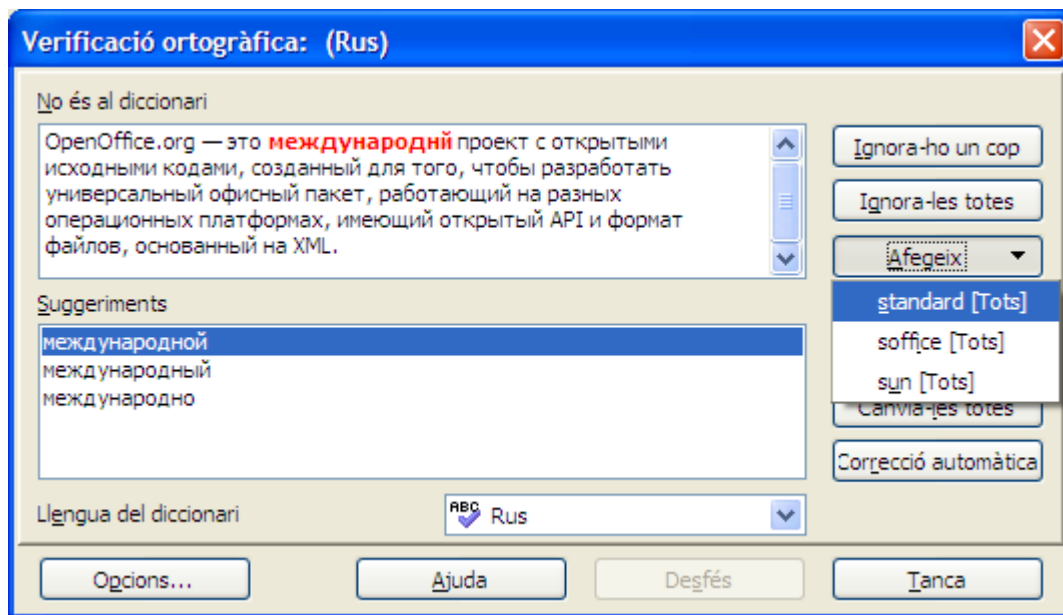 Verificació ortogràfica: (Rus)
No és al diccionari
OpenOffice.org — это международнй проект с открытыми
исходными кодами, созданный для того, чтобы разработать
универсальный офисный пакет, работающий на разных
операционных платформах, имеющий открытый API и формат
файлов, основанный на XML.
Ignora-ho un cop
Ignora-les totes
Afegeix
standard [Tots]
soffice [Tots]
sun [Tots]
Suggeriments
международной
международный
международно
Canvia-les totes
Correcció automàtica
Llengua del diccionari
ABC
Rus
Opcions...
Ajuda
Desfés
Tanca